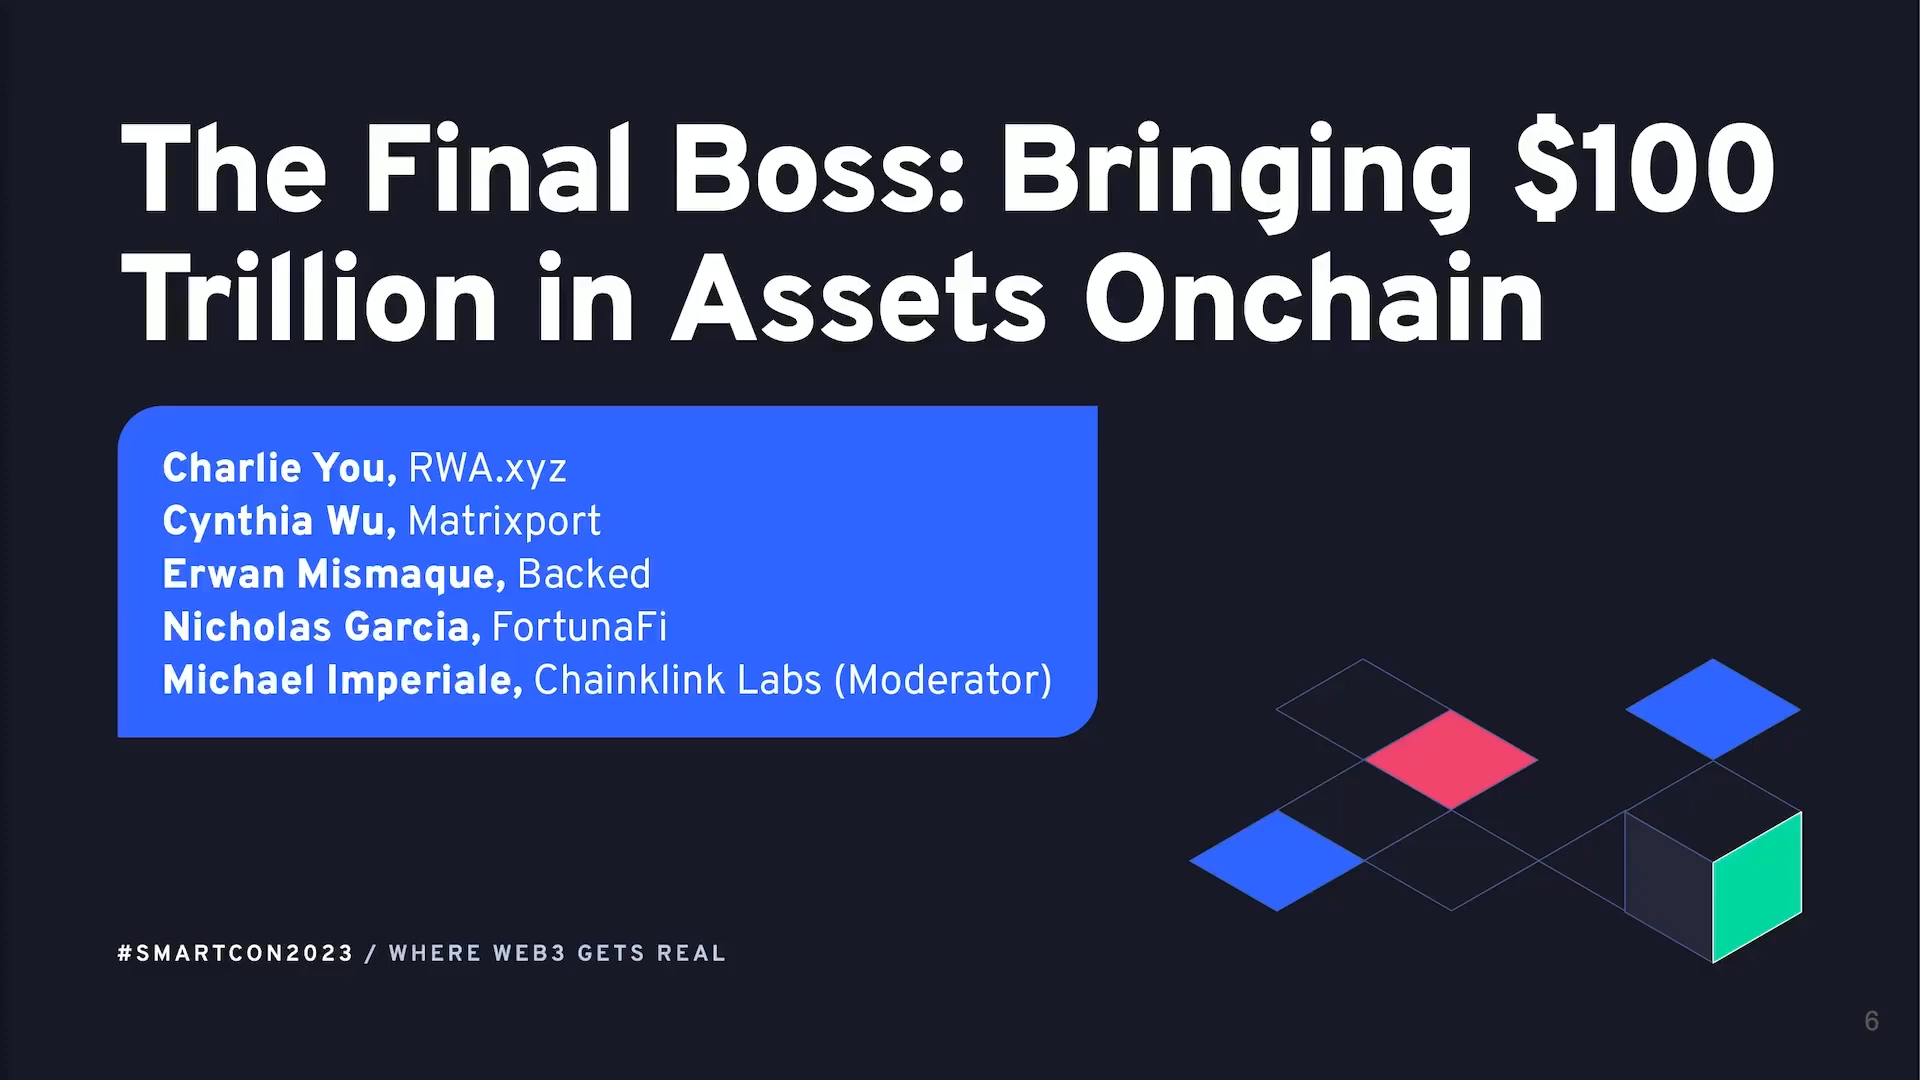 The Final Boss: Bringing $100
Trillion in Assets Onchain
Charlie You, RWA.xyz
Cynthia Wu, Matrixport
Erwan Mismaque, Backed
Nicholas Garcia, FortunaFi
Michael Imperiale, Chainklink Labs (Moderator)
#SMARTCON2023 / WHERE WEB3 GETS REAL
6